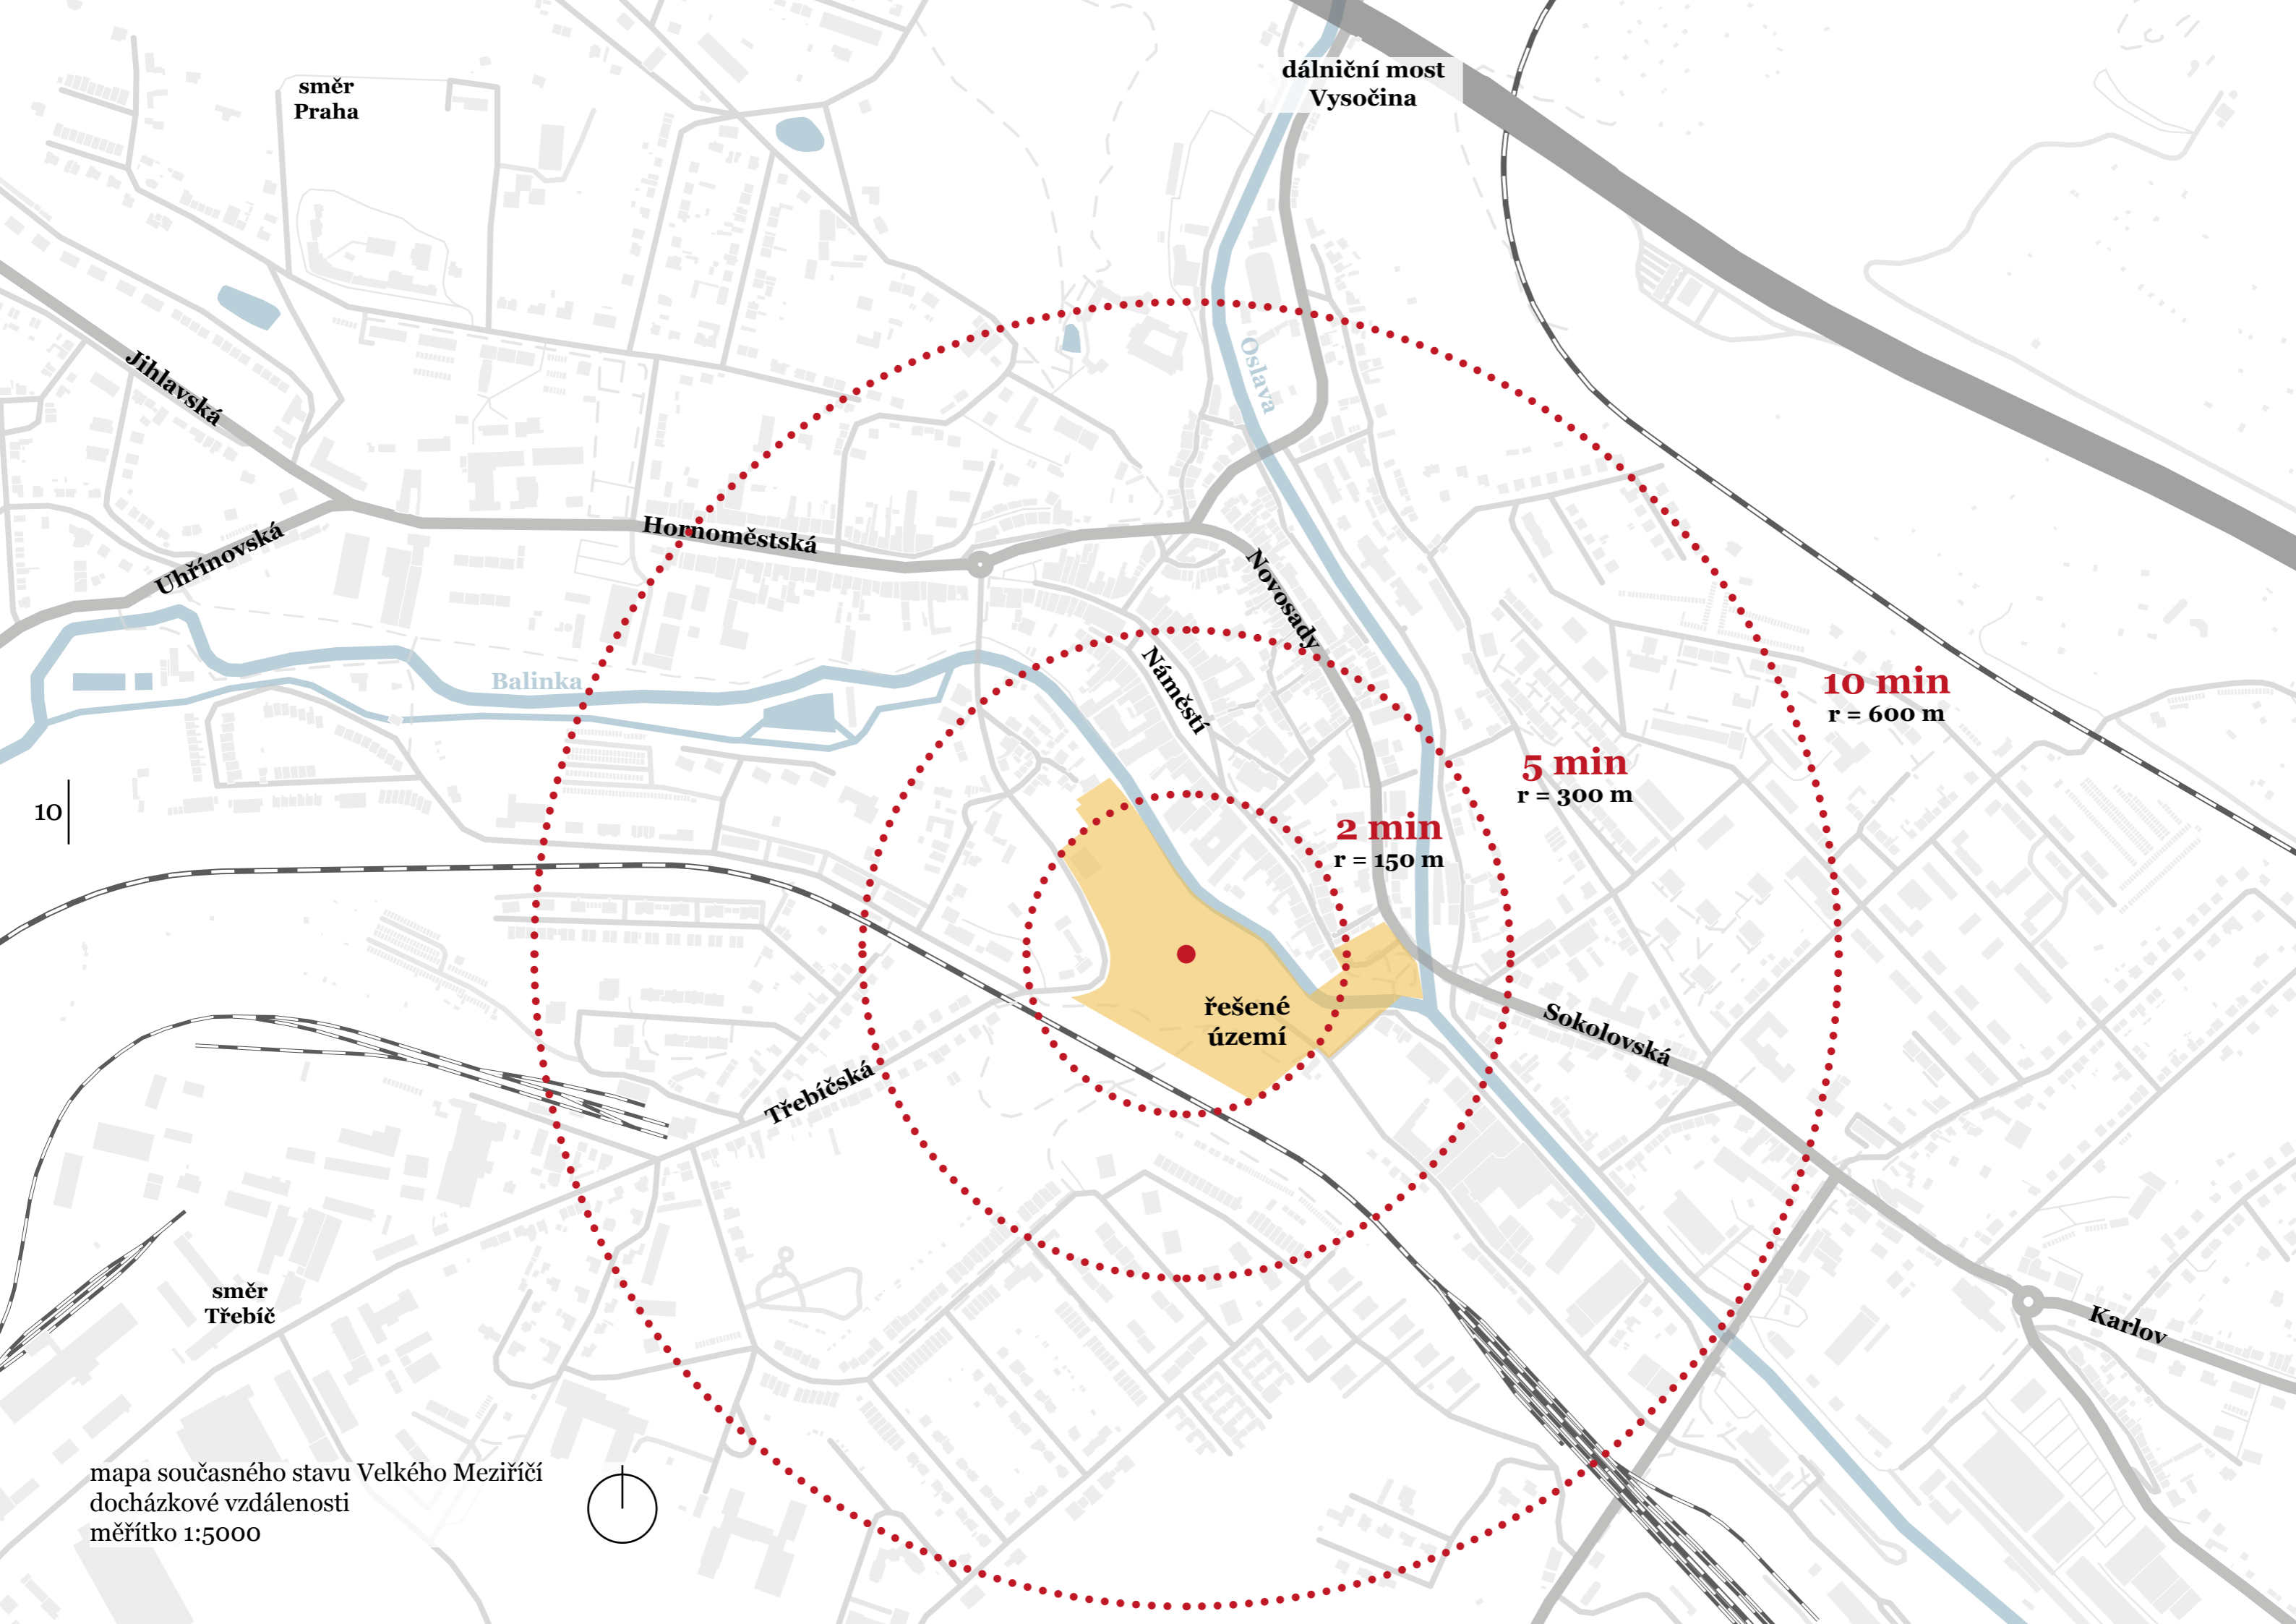 směr
Praha
dálniční most
Vysočina
Jihlavská
Oslava
Uhřínovská
Hornoměstská
Novosady
Náměstí
Balinka
10 min
r = 600 m
5 min
r = 300 m
10
2 min
r = 150 m
řešené
území
Sokolovská
Třebíčská
směr
Třebíč
Karlov
mapa současného stavu Velkého Meziříčí
docházkové vzdálenosti
měřítko 1:5000